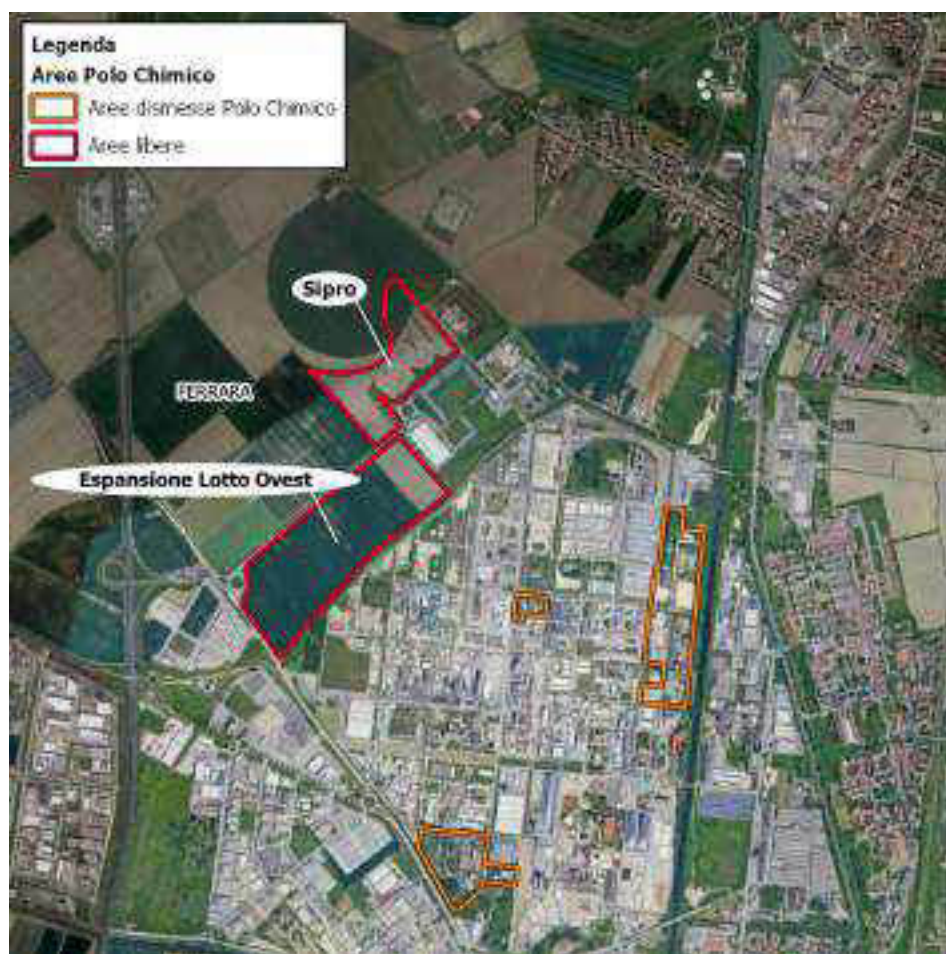 Legenda
Aree Polo Chimico
Aree dismesse Polo Chimico
Aree libere
Sipro
FERRARA
Espansione Lotto Ovest